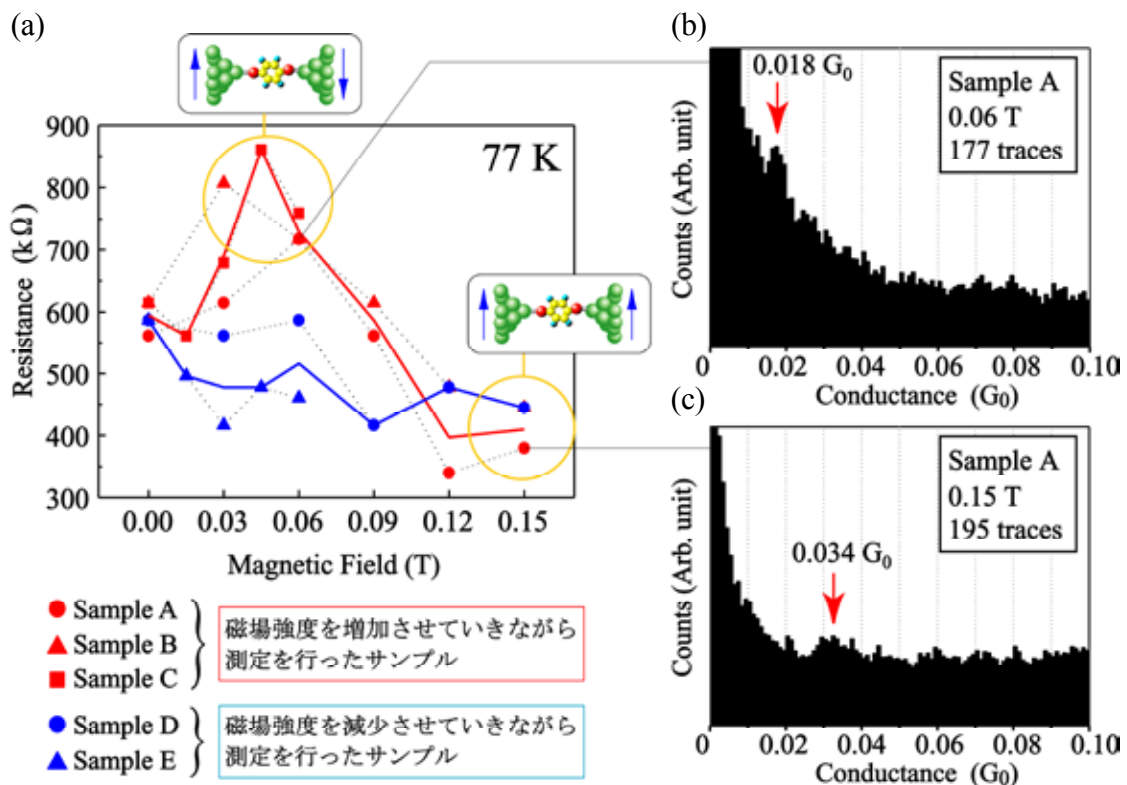 (a)
77 K
900
800
700
600
500
400
300
Resistance (kΩ)
0.00 0.03 0.06 0.09 0.12 0.15
Magnetic Field (T)
Sample A
Sample B
Sample C
磁場強度を増加させていきながら
測定を行ったサンプル
Sample D
Sample E
磁場強度を減少させていきながら
測定を行ったサンプル
(b)
0.018 G₀
Sample A
0.06 T
177 traces
Counts (Arb. unit)
0 0.02 0.04 0.06 0.08 0.10
Conductance (G₀)
(c)
0.034 G₀
Sample A
0.15 T
195 traces
Counts (Arb. unit)
0 0.02 0.04 0.06 0.08 0.10
Conductance (G₀)